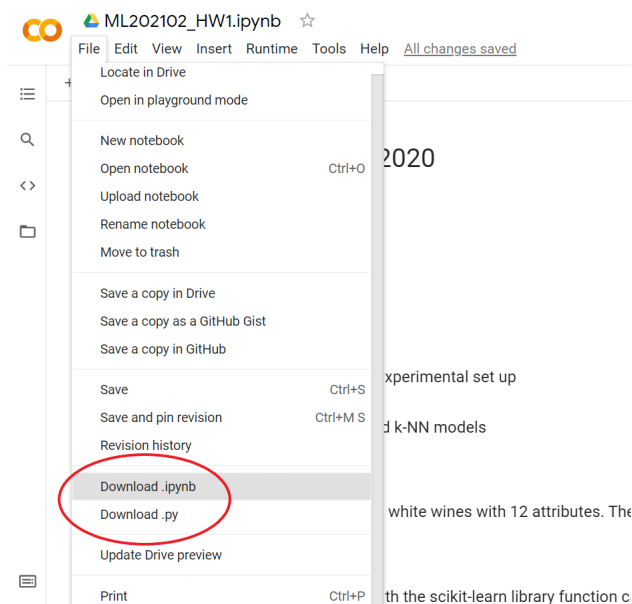 ML202102_HW1.ipynb
File Edit View Insert Runtime Tools Help All changes saved
+
Locate in Drive
Open in playground mode
New notebook
2020
Open notebook Ctrl+O
Upload notebook
Rename notebook
Move to trash
Save a copy in Drive
Save a copy as a GitHub Gist
Save a copy in GitHub
xperimental set up
Save Ctrl+S
Save and pin revision Ctrl+M S
d k-NN models
Revision history
Download .ipynb
Download .py
white wines with 12 attributes. The
Update Drive preview
Print Ctrl+P
th the scikit-learn library function c